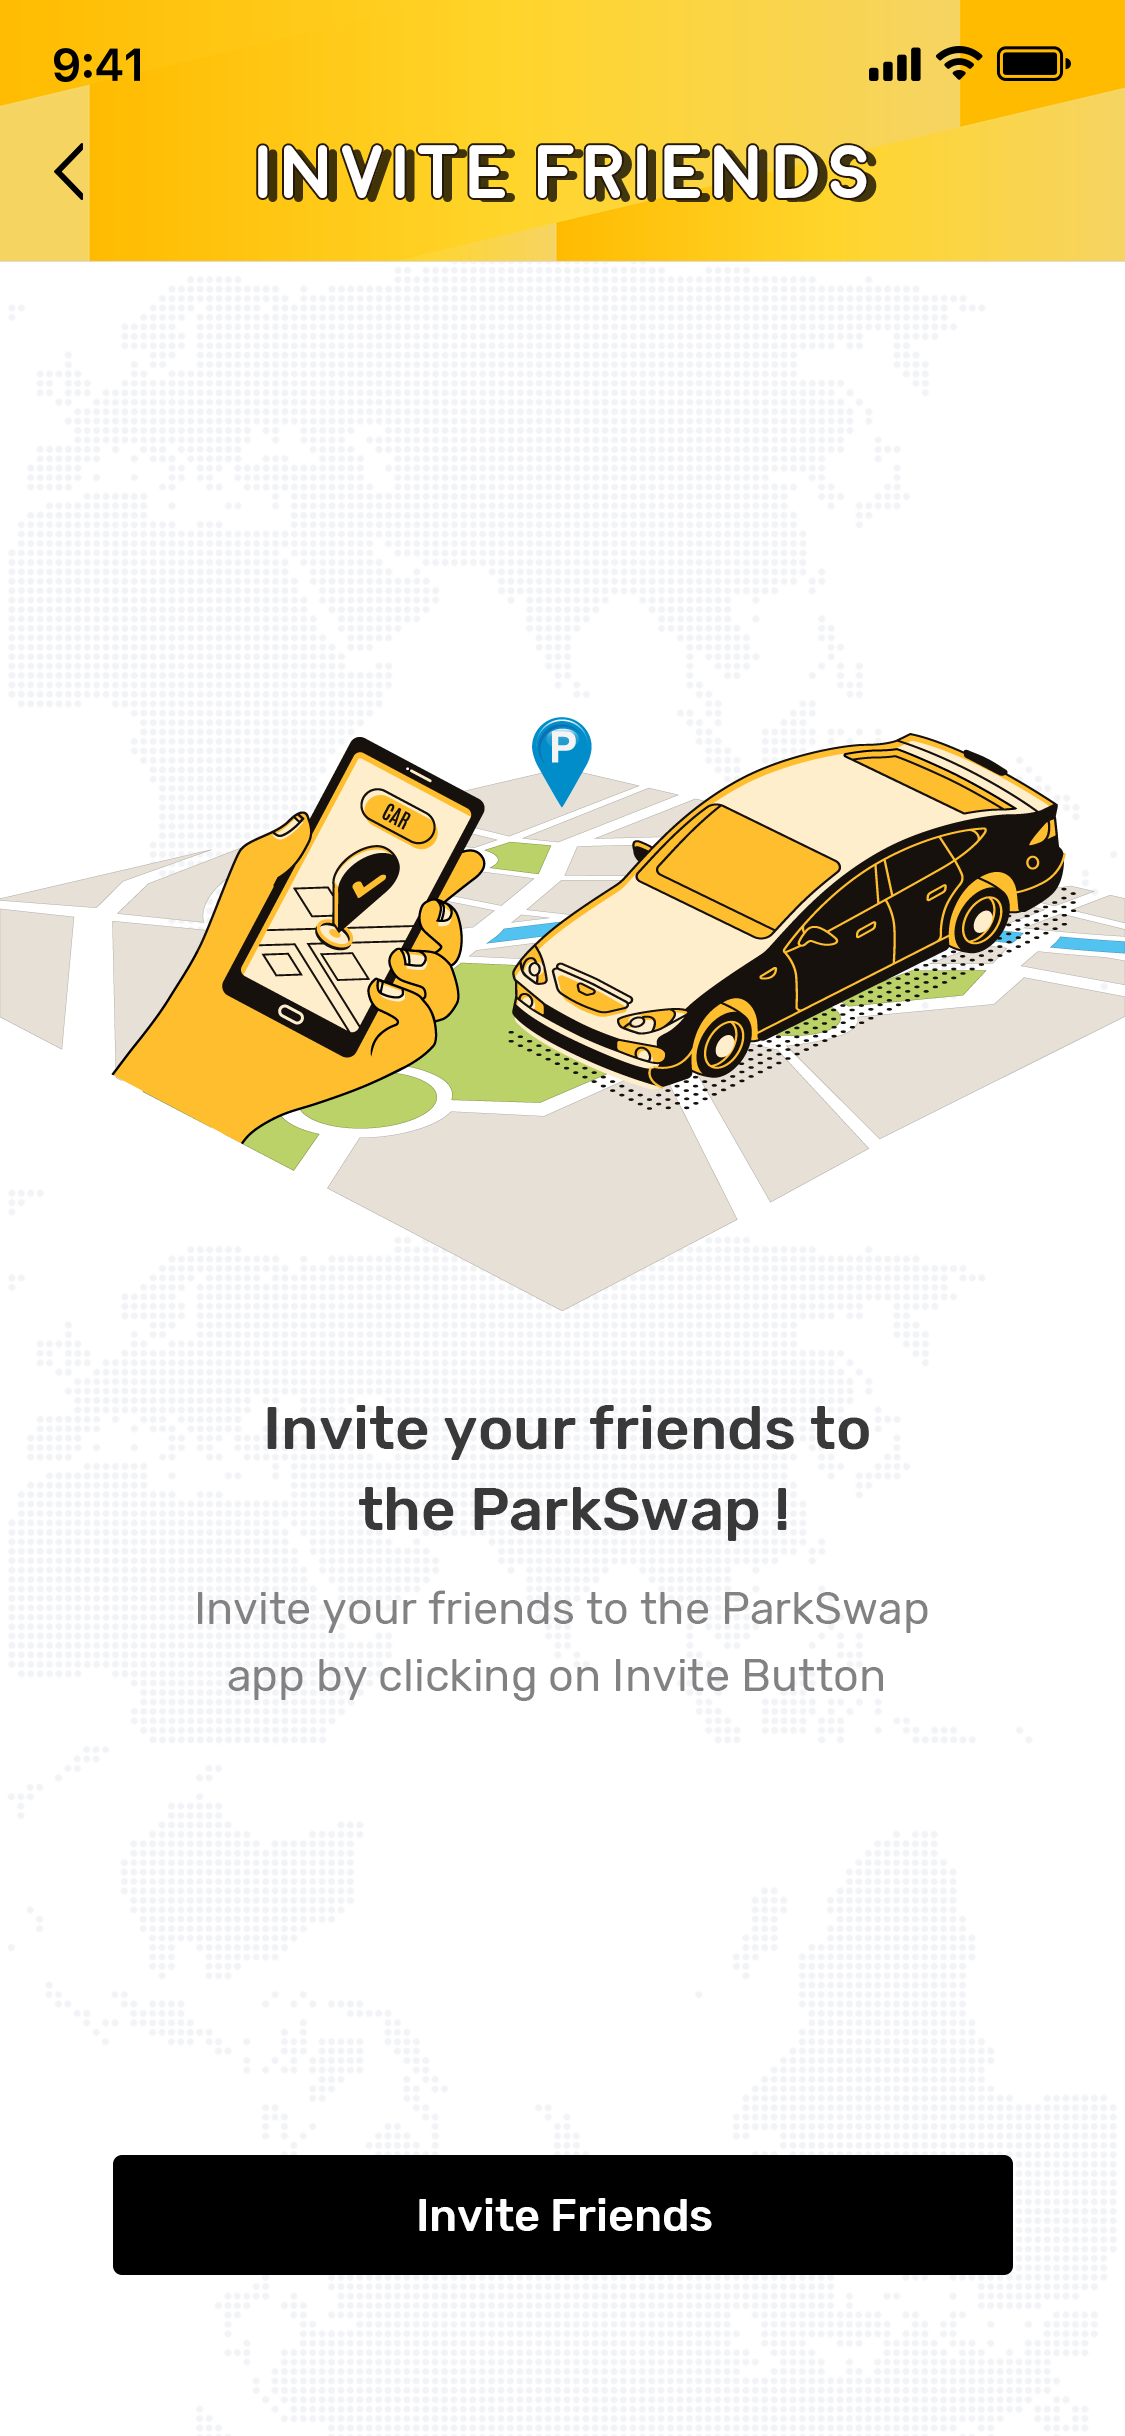 9:41
INVITE FRIENDS
P
CAR
Invite your friends to
the ParkSwap !
Invite your friends to the ParkSwap
app by clicking on Invite Button
Invite Friends